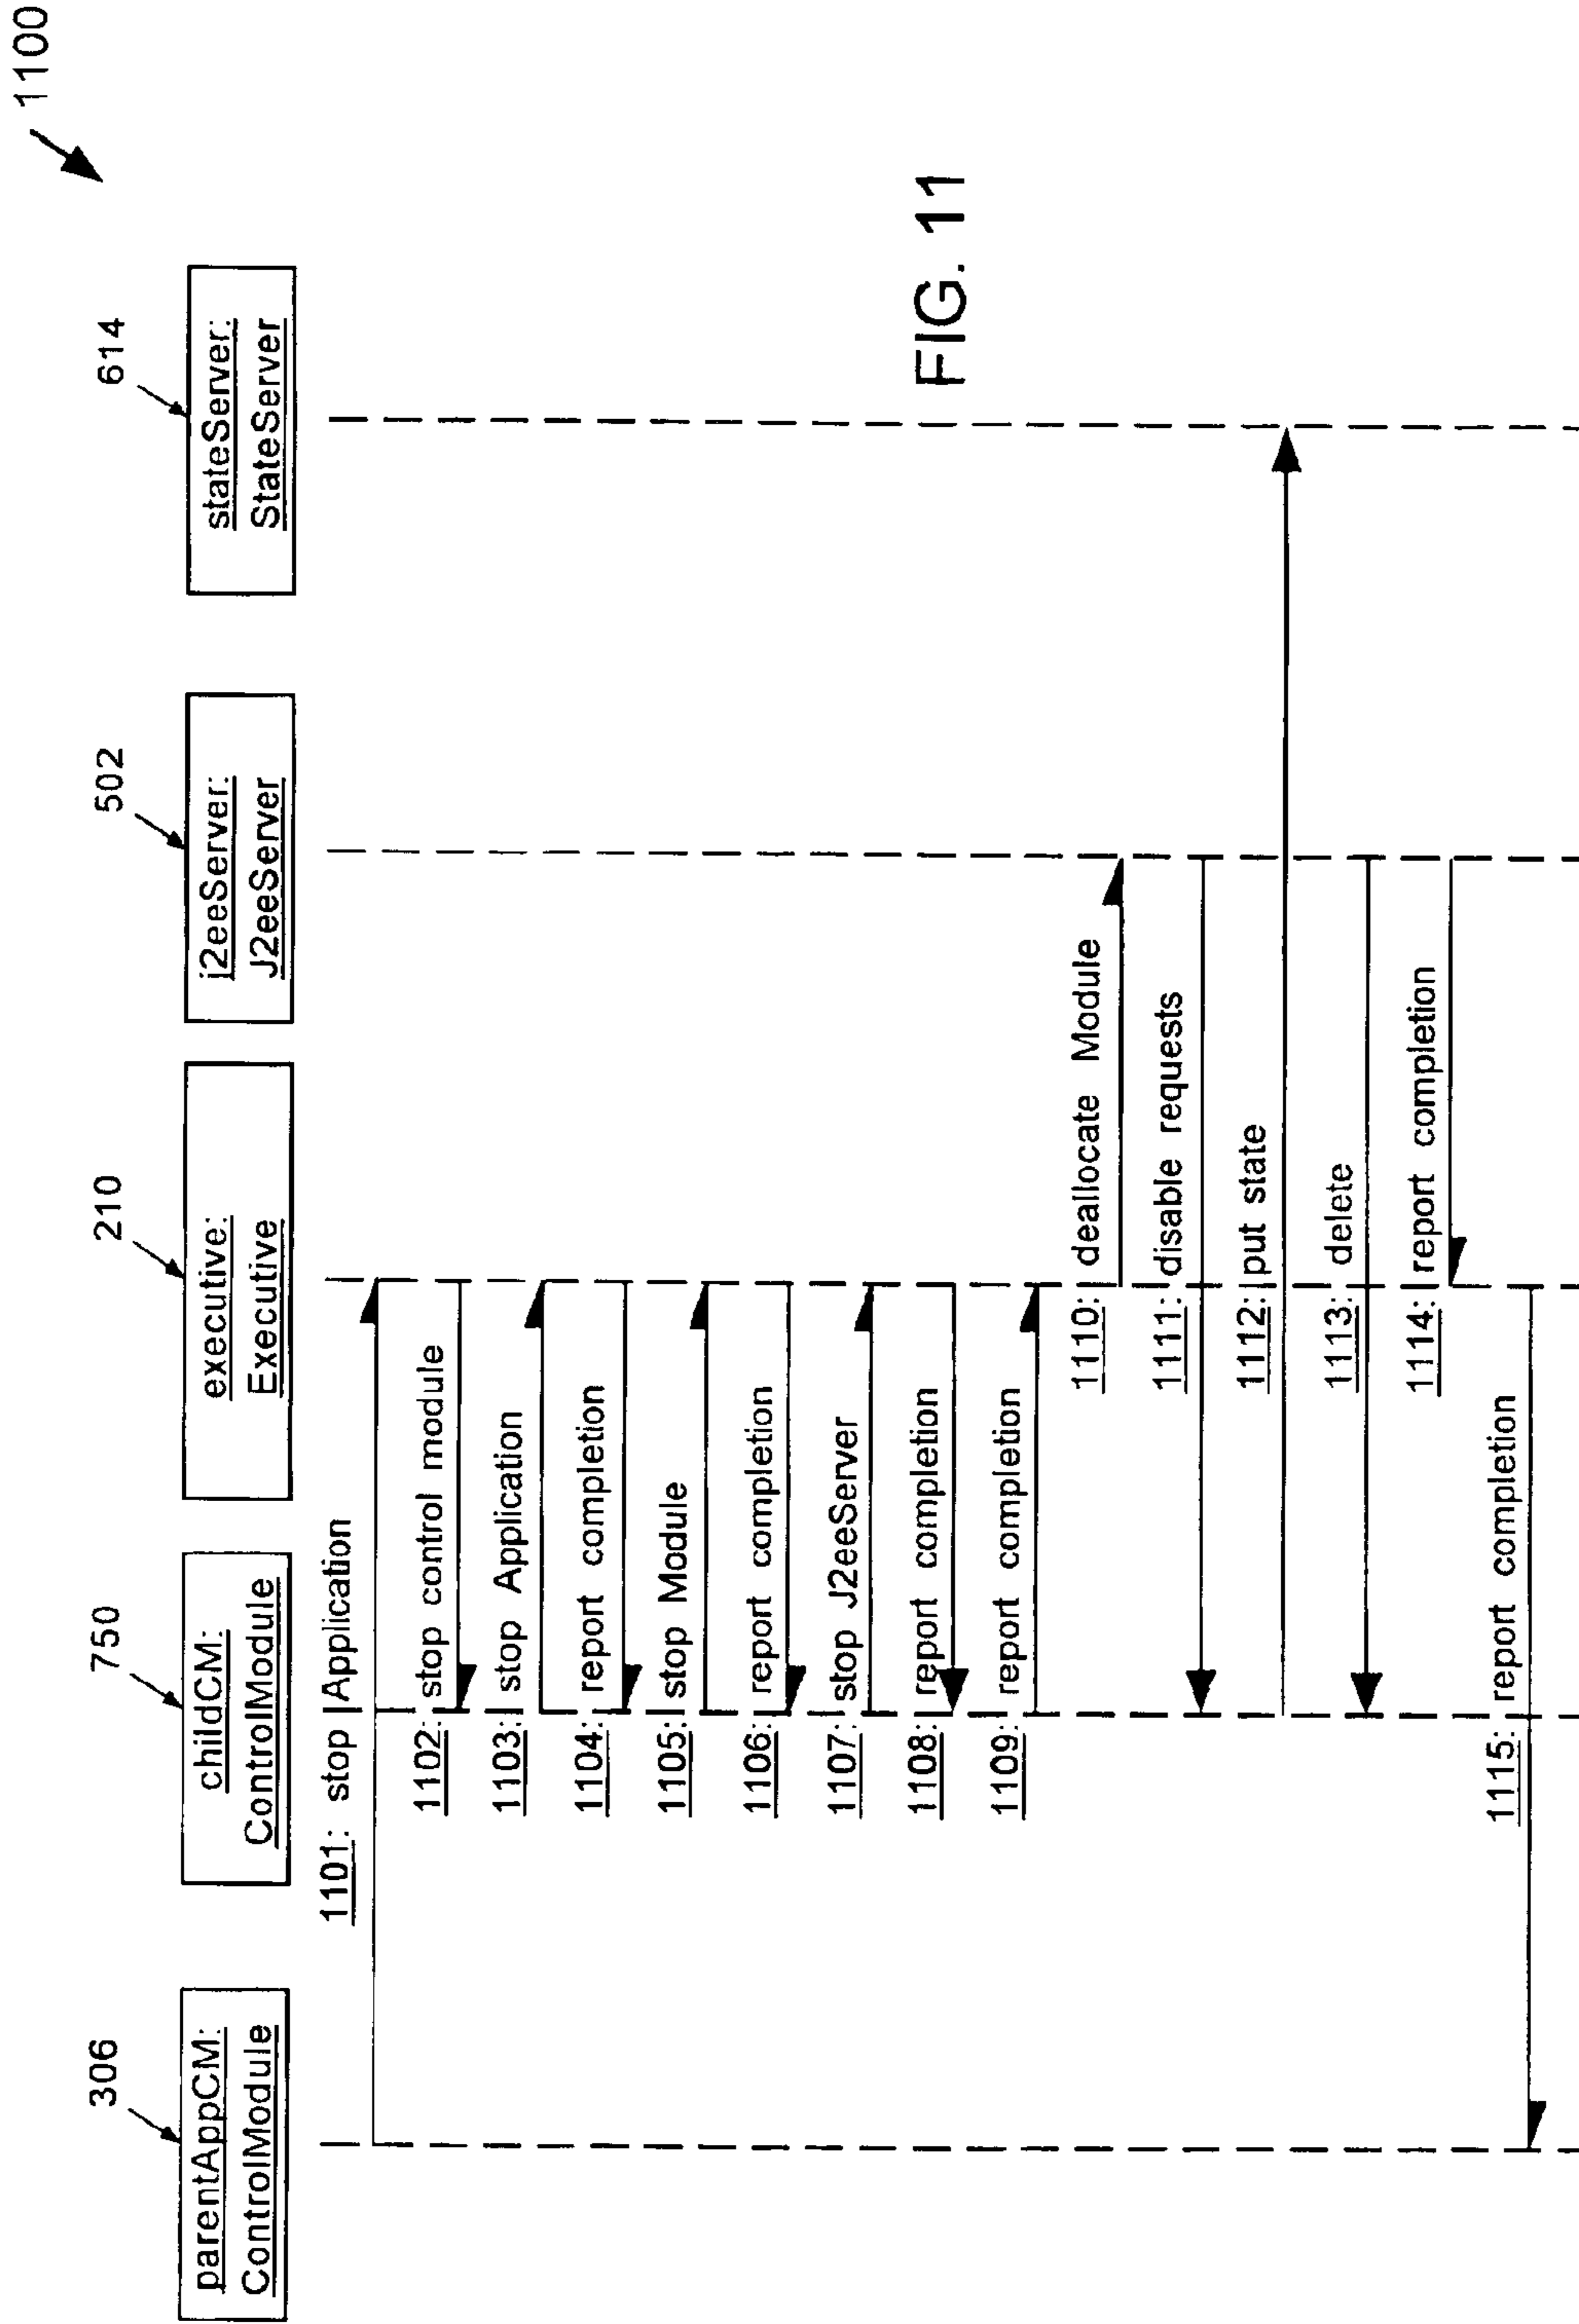 1100
306
parentAppCM:
ControlModule
750
childCM:
ControlModule
210
executive:
Executive
502
j2eeServer:
J2eeServer
614
stateServer:
StateServer
1101: stop Application
1102: stop control module
1103: stop Application
1104: report completion
1105: stop Module
1106: report completion
1107: stop J2eeServer
1108: report completion
1109: report completion
1110: deallocate Module
1111: disable requests
1112: put state
1113: delete
1114: report completion
1115: report completion
FIG. 11